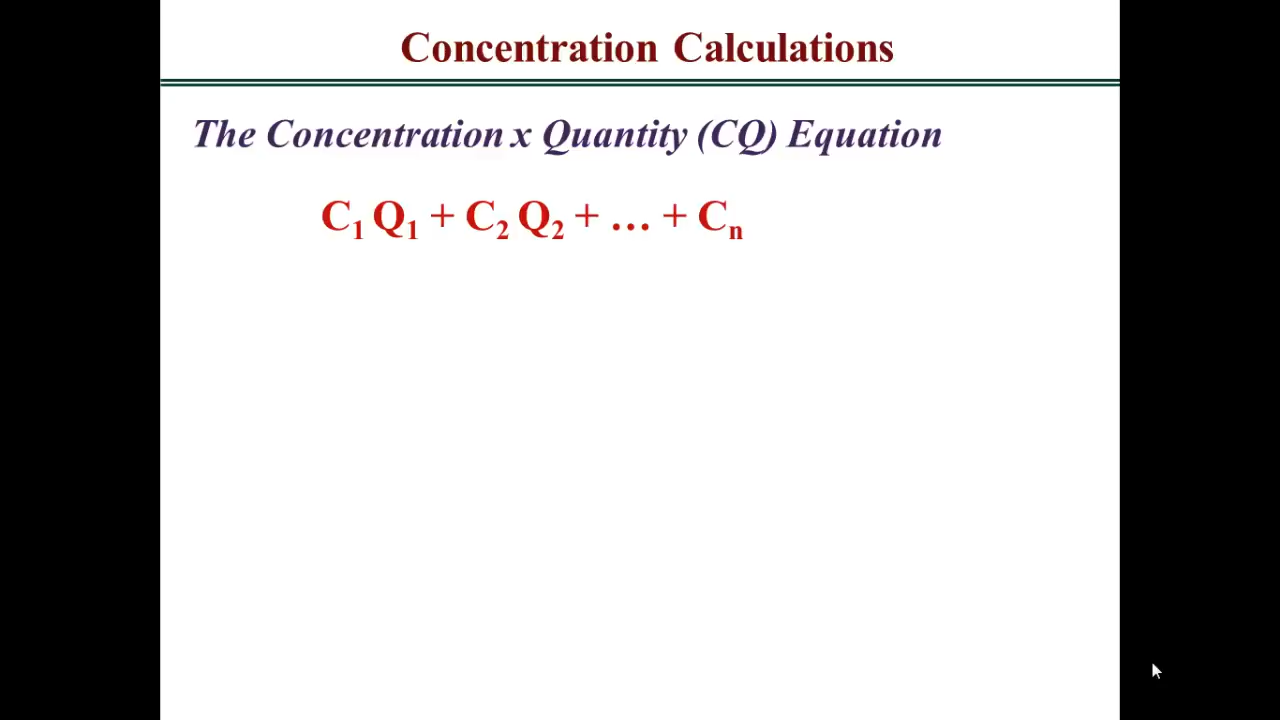 Concentration Calculations
The Concentration x Quantity (CQ) Equation
C₁ Q₁ + C₂ Q₂ + … + Cₙ